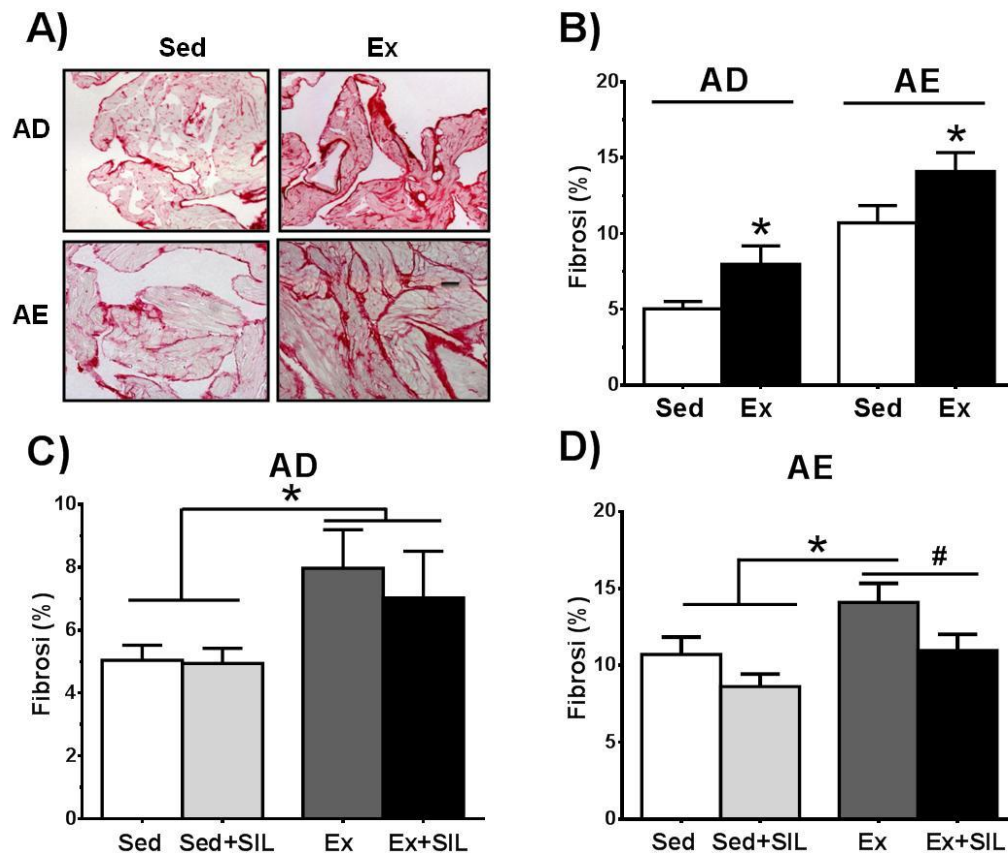 A)
Sed Ex
AD
AE
B)
AD AE
Fibrosi (%)
20
15
10
5
0
* *
Sed Ex Sed Ex
C)
AD
Fibrosi (%)
10
8
6
4
2
0
*
Sed Sed+SIL Ex Ex+SIL
D)
AE
Fibrosi (%)
20
15
10
5
0
* #
Sed Sed+SIL Ex Ex+SIL